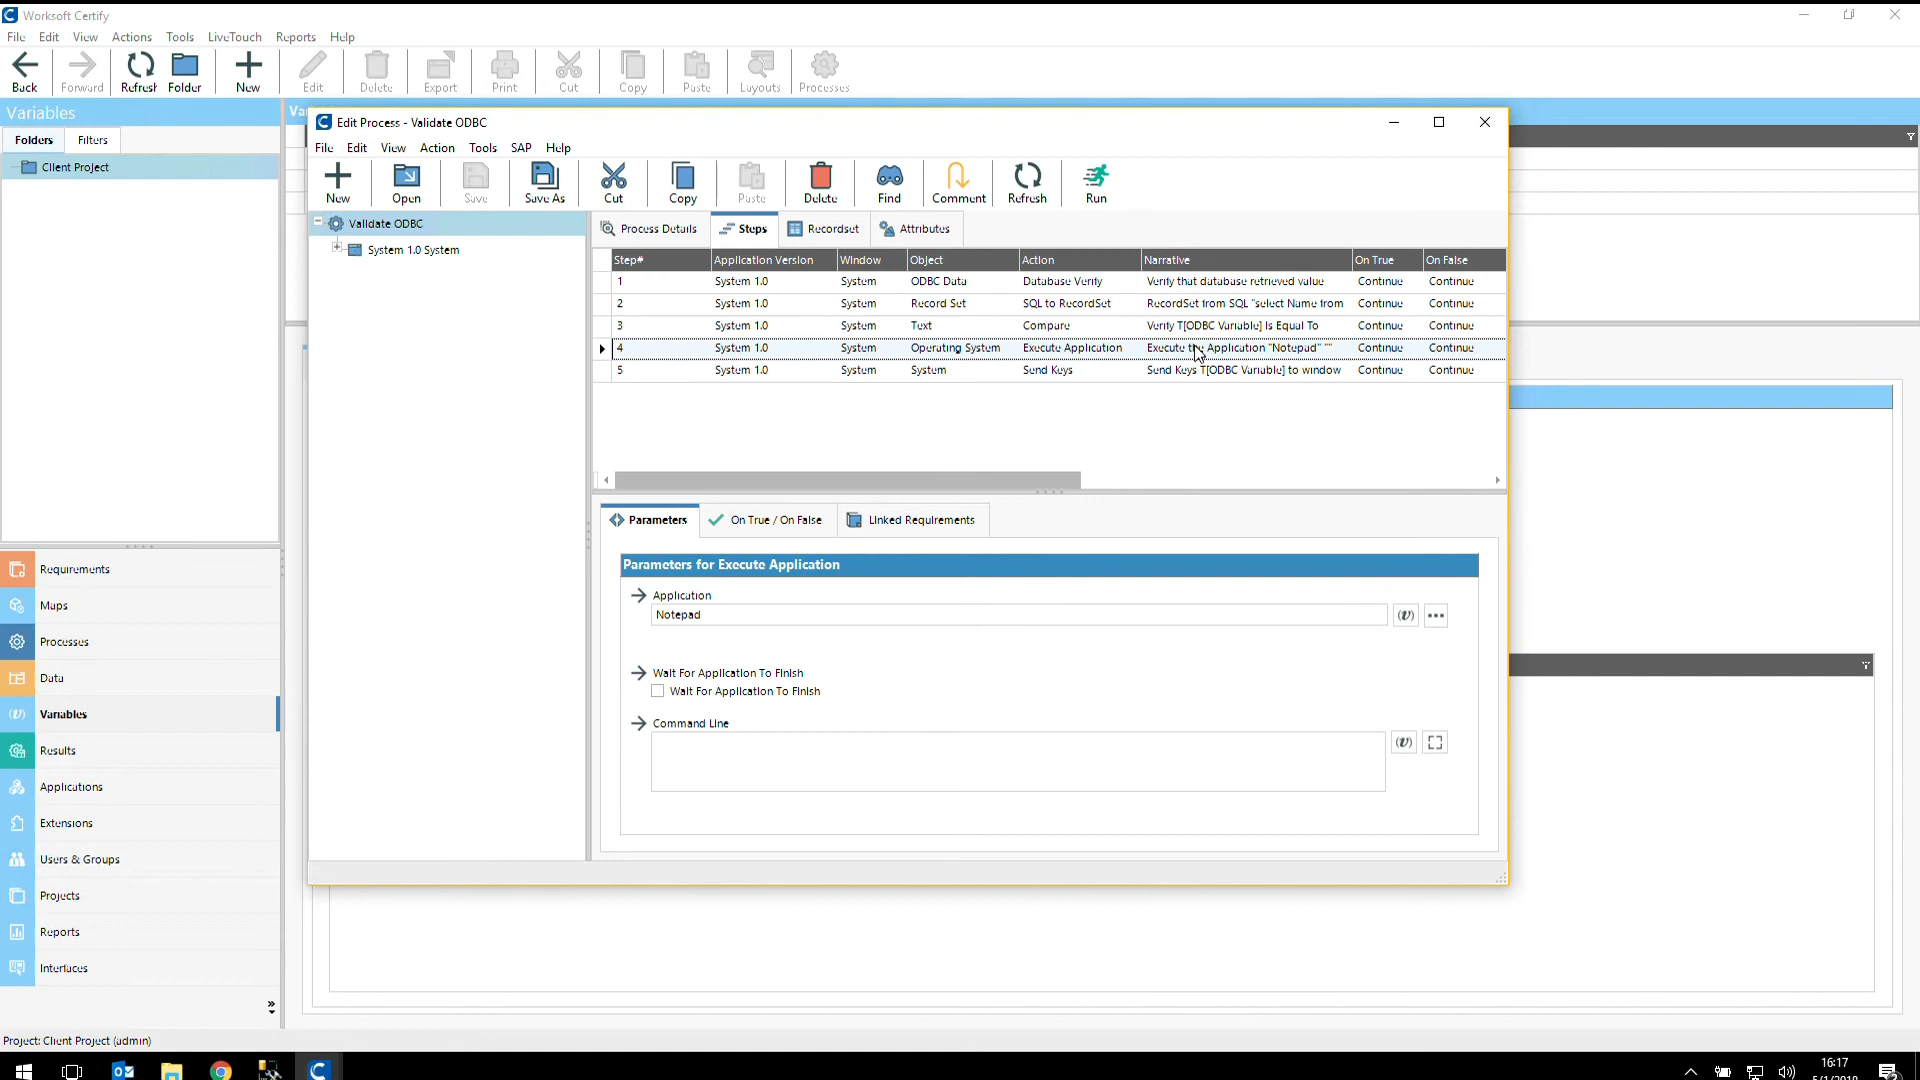 Worksoft Certify
File Edit View Actions Tools LiveTouch Reports Help
Back Forward Refresh Folder New Edit Delete Export Print Cut Copy Paste Layouts Processes
Variables
Folders Filters
Client Project
Edit Process - Validate ODBC
File Edit View Action Tools SAP Help
New Open Save Save As Cut Copy Paste Delete Find Comment Refresh Run
Validate ODBC
System 1.0 System
Process Details Steps Recordset Attributes
Step# Application Version Window Object Action Narrative On True On False
1 System 1.0 System ODBC Data Database Verify Verify that database retrieved value Continue Continue
2 System 1.0 System Record Set SQL to RecordSet RecordSet from SQL "select Name from Continue Continue
3 System 1.0 System Text Compare Verify T[ODBC Variable] Is Equal To Continue Continue
4 System 1.0 System Operating System Execute Application Execute the Application "Notepad" "" Continue Continue
5 System 1.0 System System Send Keys Send Keys T[ODBC Variable] to window Continue Continue
Parameters On True / On False Linked Requirements
Parameters for Execute Application
Application
Notepad
Wait For Application To Finish
Wait For Application To Finish
Command Line
Requirements
Maps
Processes
Data
Variables
Results
Applications
Extensions
Users & Groups
Projects
Reports
Interfaces
Project: Client Project (admin)
16:17